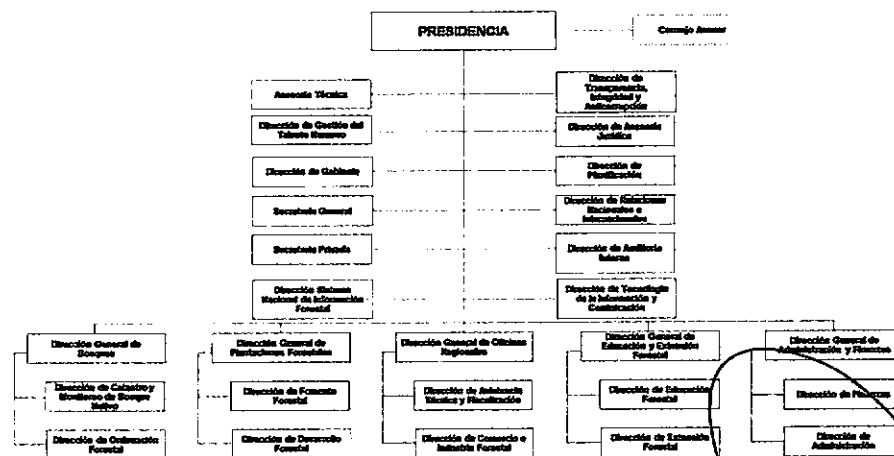 PRESIDENCIA
Consejo Asesor
Asesoría Técnica
Dirección de
Transparencia,
Integridad y
Anticorrupción
Dirección de Gestión del
Talento Humano
Dirección de Asesoría
Jurídica
Dirección de Gabinete
Dirección de
Planificación
Secretaría General
Dirección de Relaciones
Nacionales e
Internacionales
Secretaría Privada
Dirección de Auditoría
Interna
Dirección Sistema
Nacional de Información
Forestal
Dirección de Tecnología
de la Información y
Comunicación
Dirección General de
Bosques
Dirección General de
Plantaciones Forestales
Dirección General de Oficinas
Regionales
Dirección General de
Educación y Extensión
Forestal
Dirección General de
Administración y Finanzas
Dirección de Catastro y
Monitoreo de Bosque
Nativo
Dirección de Fomento
Forestal
Dirección de Asistencia
Técnica y Fiscalización
Dirección de Educación
Forestal
Dirección de Finanzas
Dirección de Ordenación
Forestal
Dirección de Desarrollo
Forestal
Dirección de Comercio e
Industria Forestal
Dirección de Extensión
Forestal
Dirección de
Administración